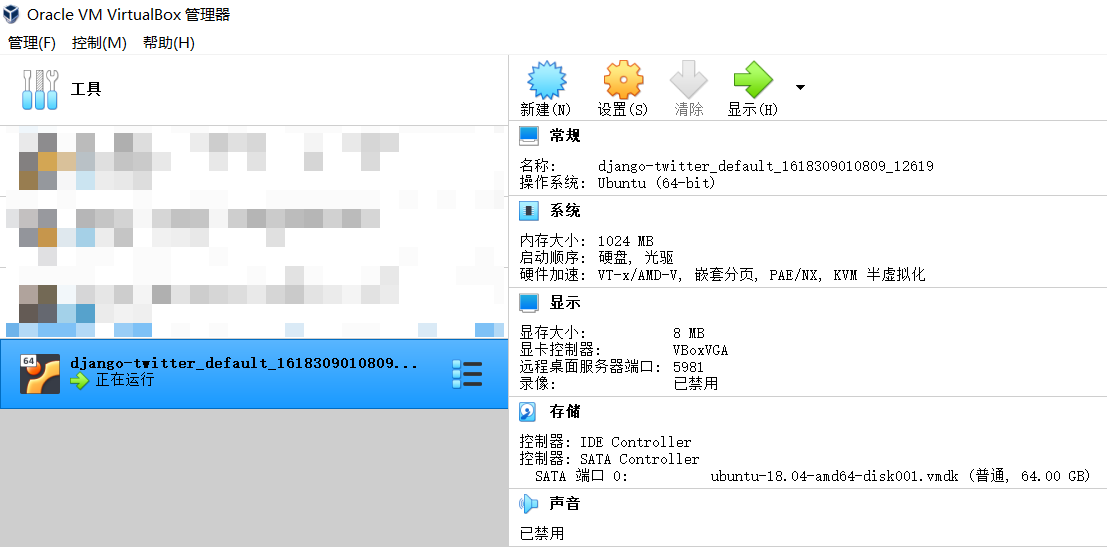 Oracle VM VirtualBox 管理器
管理(F) 控制(M) 帮助(H)
工具
新建(N) 设置(S) 清除 显示(H)
常规
名称: django-twitter_default_1618309010809_12619
操作系统: Ubuntu (64-bit)
系统
内存大小: 1024 MB
启动顺序: 硬盘, 光驱
硬件加速: VT-x/AMD-V, 嵌套分页, PAE/NX, KVM 半虚拟化
显示
显存大小: 8 MB
显卡控制器: VBoxVGA
远程桌面服务器端口: 5981
录像: 已禁用
存储
控制器: IDE Controller
控制器: SATA Controller
SATA 端口 0: ubuntu-18.04-amd64-disk001.vmdk (普通, 64.00 GB)
声音
已禁用
64
django-twitter_default_1618309010809...
正在运行